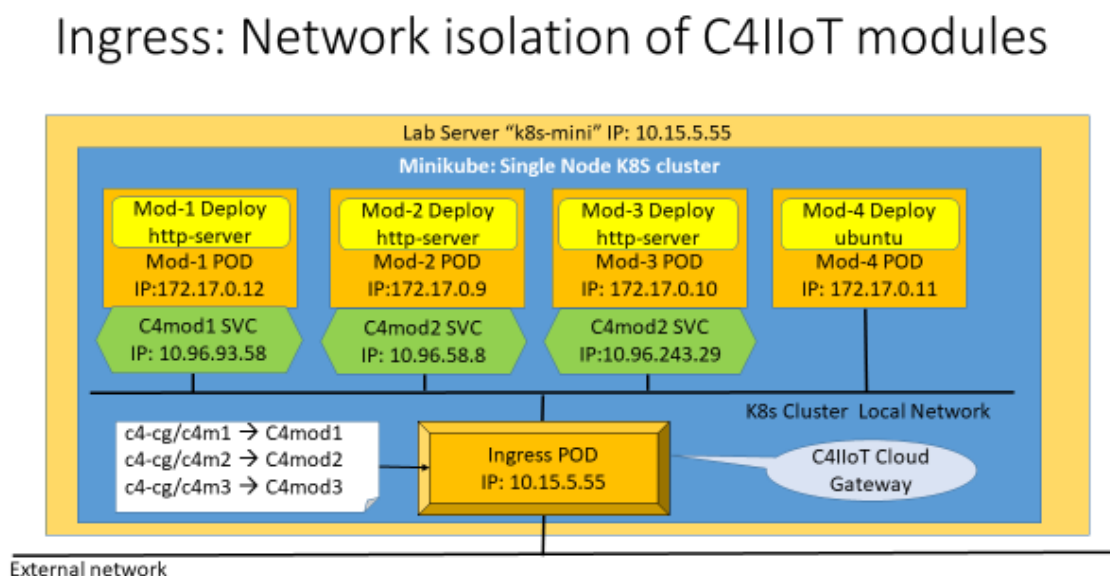 Ingress: Network isolation of C4IIoT modules
Lab Server “k8s-mini” IP: 10.15.5.55
Minikube: Single Node K8S cluster
Mod-1 Deploy
http-server
Mod-1 POD
IP:172.17.0.12
C4mod1 SVC
IP: 10.96.93.58
Mod-2 Deploy
http-server
Mod-2 POD
IP:172.17.0.9
C4mod2 SVC
IP: 10.96.58.8
Mod-3 Deploy
http-server
Mod-3 POD
IP: 172.17.0.10
C4mod2 SVC
IP:10.96.243.29
Mod-4 Deploy
ubuntu
Mod-4 POD
IP: 172.17.0.11
K8s Cluster Local Network
c4-cg/c4m1 → C4mod1
c4-cg/c4m2 → C4mod2
c4-cg/c4m3 → C4mod3
Ingress POD
IP: 10.15.5.55
C4IIoT Cloud
Gateway
External network